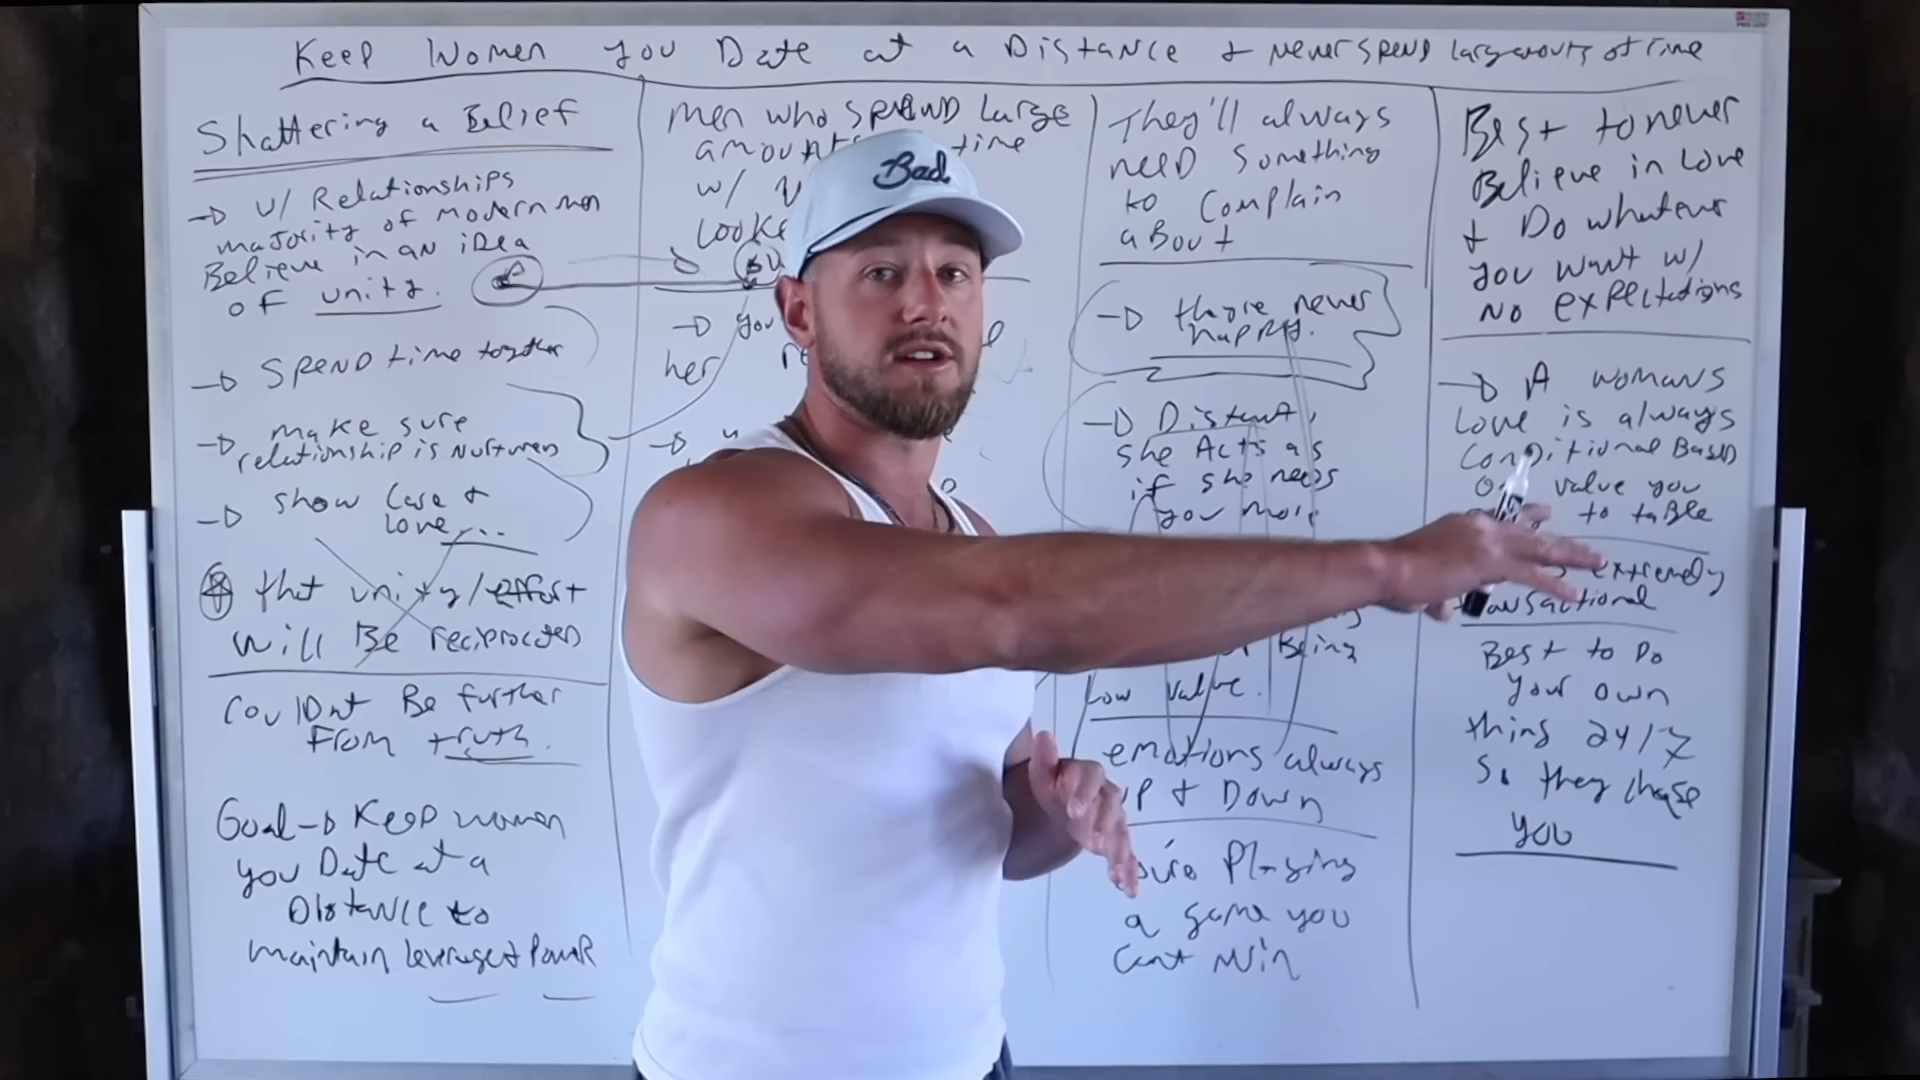 Keep Women you Date at a Distance + never spend large amouts of Time
Shattering a Belief
→ w/ Relationships
majority of modern men
Believe in an iDea
of unity.
→ SPEND time together
→ make sure
relationship is Nurtured
→ show Care +
love...
that unity/effort
will Be reciprocated
CoulDnt Be further
From truth.
Goal → Keep women
you Date at a
Distance to
maintain leverage + Power
men who spend Large
amounts time
w/
Looke
→ you
her
They'll always
neeD Something
to Complain
aBout
→ theyre never
happy.
→ Distant,
she Acts as
if she needs
you more
Being
low value.
emotions always
UP + Down
Playing
a game you
Cant Win
Best to never
Believe in Love
+ Do whatever
you want w/
no expectations
→ A womans
Love is always
Conditional Based
value you
to taBle
extremely
transactional
Best to Do
your own
thing 24/7
So they chase
you
Bad.